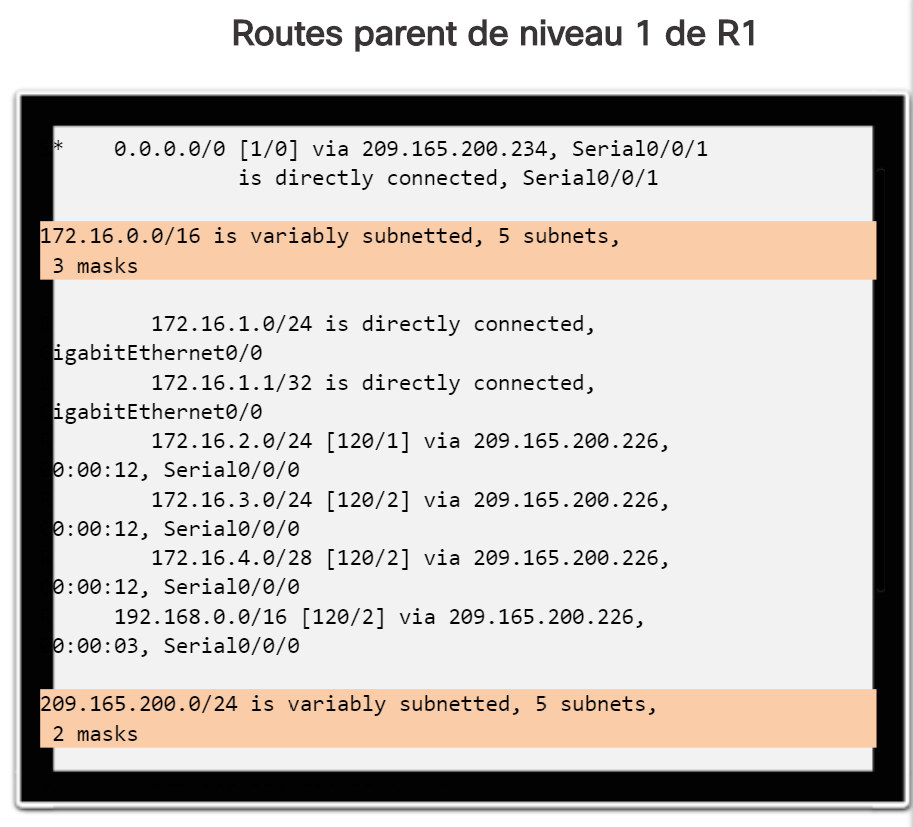 Routes parent de niveau 1 de R1
* 0.0.0.0/0 [1/0] via 209.165.200.234, Serial0/0/1
is directly connected, Serial0/0/1
172.16.0.0/16 is variably subnetted, 5 subnets,
3 masks
172.16.1.0/24 is directly connected,
igabitEthernet0/0
172.16.1.1/32 is directly connected,
igabitEthernet0/0
172.16.2.0/24 [120/1] via 209.165.200.226,
0:00:12, Serial0/0/0
172.16.3.0/24 [120/2] via 209.165.200.226,
0:00:12, Serial0/0/0
172.16.4.0/28 [120/2] via 209.165.200.226,
0:00:12, Serial0/0/0
192.168.0.0/16 [120/2] via 209.165.200.226,
0:00:03, Serial0/0/0
209.165.200.0/24 is variably subnetted, 5 subnets,
2 masks